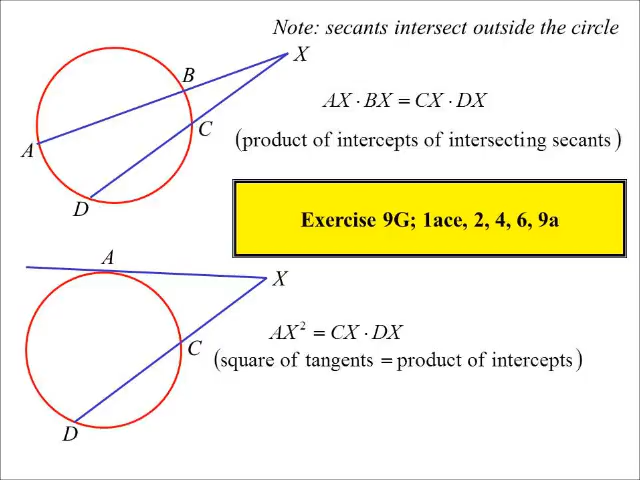 Note: secants intersect outside the circle
X
B
AX · BX = CX · DX
C
(product of intercepts of intersecting secants)
A
D
Exercise 9G; 1ace, 2, 4, 6, 9a
A
X
AX² = CX · DX
C
(square of tangents = product of intercepts)
D